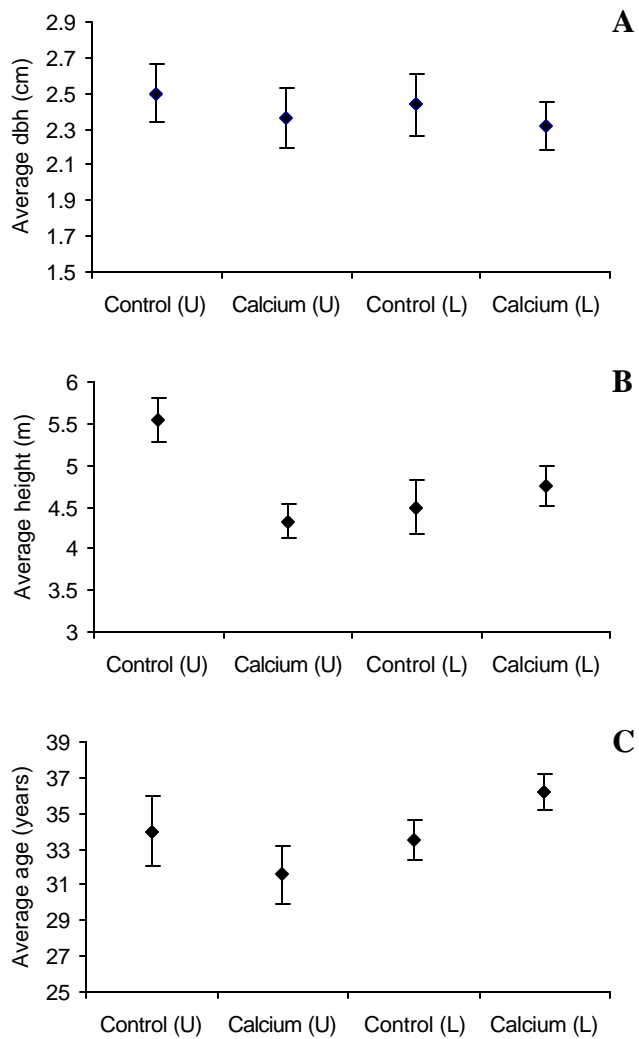 A
Average dbh (cm)
2.9
2.7
2.5
2.3
2.1
1.9
1.7
1.5
Control (U) Calcium (U) Control (L) Calcium (L)
B
Average height (m)
6
5.5
5
4.5
4
3.5
3
Control (U) Calcium (U) Control (L) Calcium (L)
C
Average age (years)
39
37
35
33
31
29
27
25
Control (U) Calcium (U) Control (L) Calcium (L)